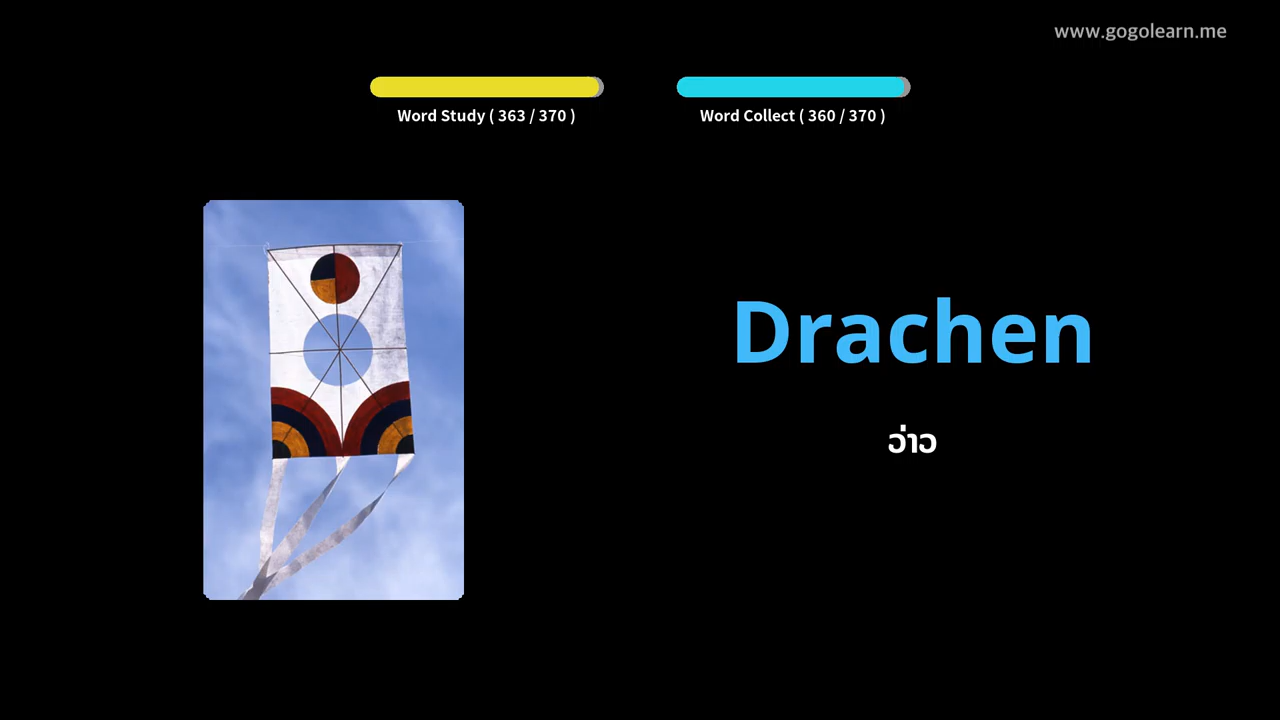 www.gogolearn.me
Word Study ( 363 / 370 )
Word Collect ( 360 / 370 )
Drachen
ว่าว